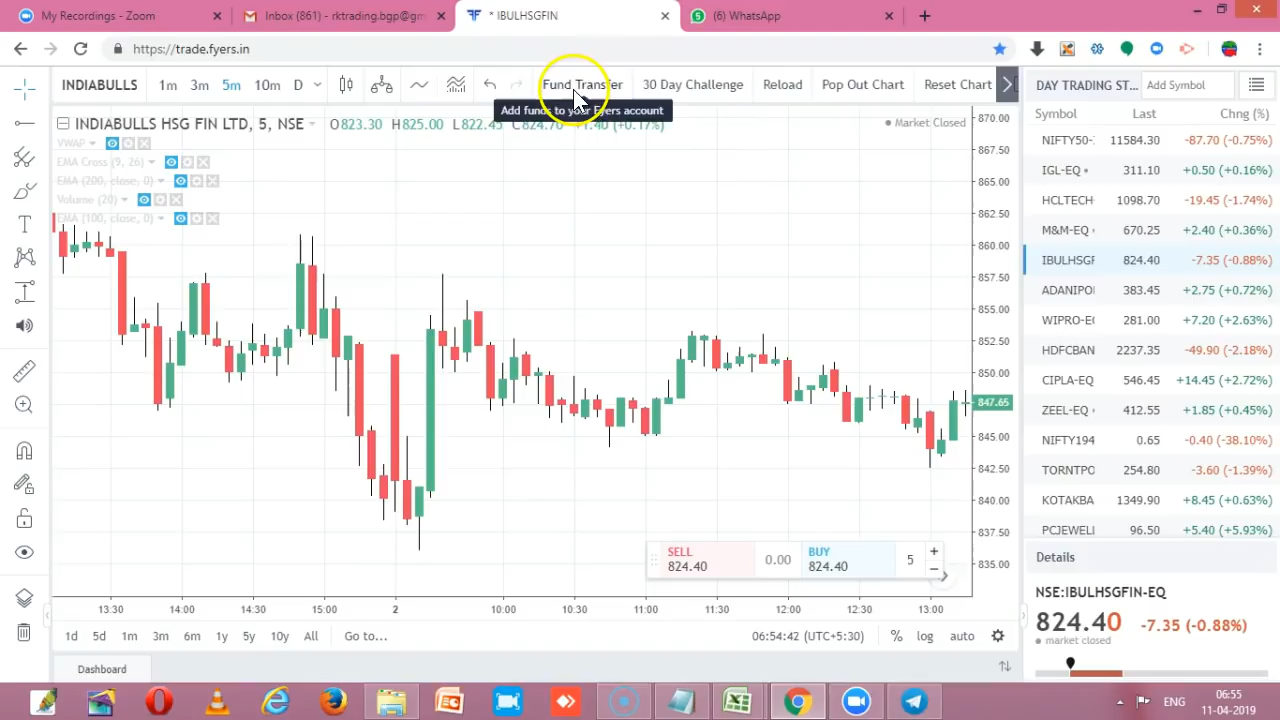 My Recordings - Zoom
Inbox (861) - rktrading.bgp@gm
* IBULHSGFIN
(6) WhatsApp
https://trade.fyers.in
INDIABULLS 1m 3m 5m 10m D Fund Transfer 30 Day Challenge Reload Pop Out Chart Reset Chart
Add funds to your Fyers account
INDIABULLS HSG FIN LTD, 5, NSE O823.30 H825.00 L822.45 C824.70 +1.40 (+0.17%)
Market Closed
VWAP
EMA Cross (9, 26)
EMA (200, close, 0)
Volume (20)
EMA (100, close, 0)
870.00
867.50
865.00
862.50
860.00
857.50
855.00
852.50
850.00
847.65
845.00
842.50
840.00
837.50
835.00
SELL
824.40
0.00
BUY
824.40
5
13:30 14:00 14:30 15:00 2 10:00 10:30 11:00 11:30 12:00 12:30 13:00
1d 5d 1m 3m 6m 1y 5y 10y All Go to... 06:54:42 (UTC+5:30) % log auto
Dashboard
DAY TRADING ST... Add Symbol
Symbol Last Chng (%)
NIFTY50- 11584.30 -87.70 (-0.75%)
IGL-EQ 311.10 +0.50 (+0.16%)
HCLTECH 1098.70 -19.45 (-1.74%)
M&M-EQ 670.25 +2.40 (+0.36%)
IBULHSGF 824.40 -7.35 (-0.88%)
ADANIPO 383.45 +2.75 (+0.72%)
WIPRO-E 281.00 +7.20 (+2.63%)
HDFCBAN 2237.35 -49.90 (-2.18%)
CIPLA-EQ 546.45 +14.45 (+2.72%)
ZEEL-EQ 412.55 +1.85 (+0.45%)
NIFTY194 0.65 -0.40 (-38.10%)
TORNTPO 254.80 -3.60 (-1.39%)
KOTAKBA 1349.90 +8.45 (+0.63%)
PCJEWELL 96.50 +5.40 (+5.93%)
Details
NSE:IBULHSGFIN-EQ
824.40 -7.35 (-0.88%)
market closed
ENG
06:55
11-04-2019